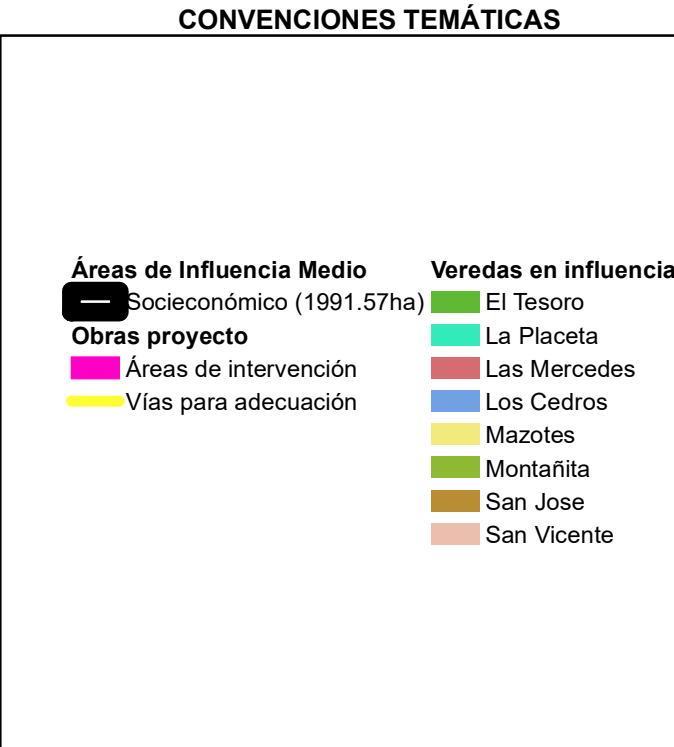 CONVENCIONES TEMÁTICAS
Áreas de Influencia Medio
Socieconómico (1991.57ha)
Obras proyecto
Áreas de intervención
Vías para adecuación
Veredas en influencia
El Tesoro
La Placeta
Las Mercedes
Los Cedros
Mazotes
Montañita
San Jose
San Vicente